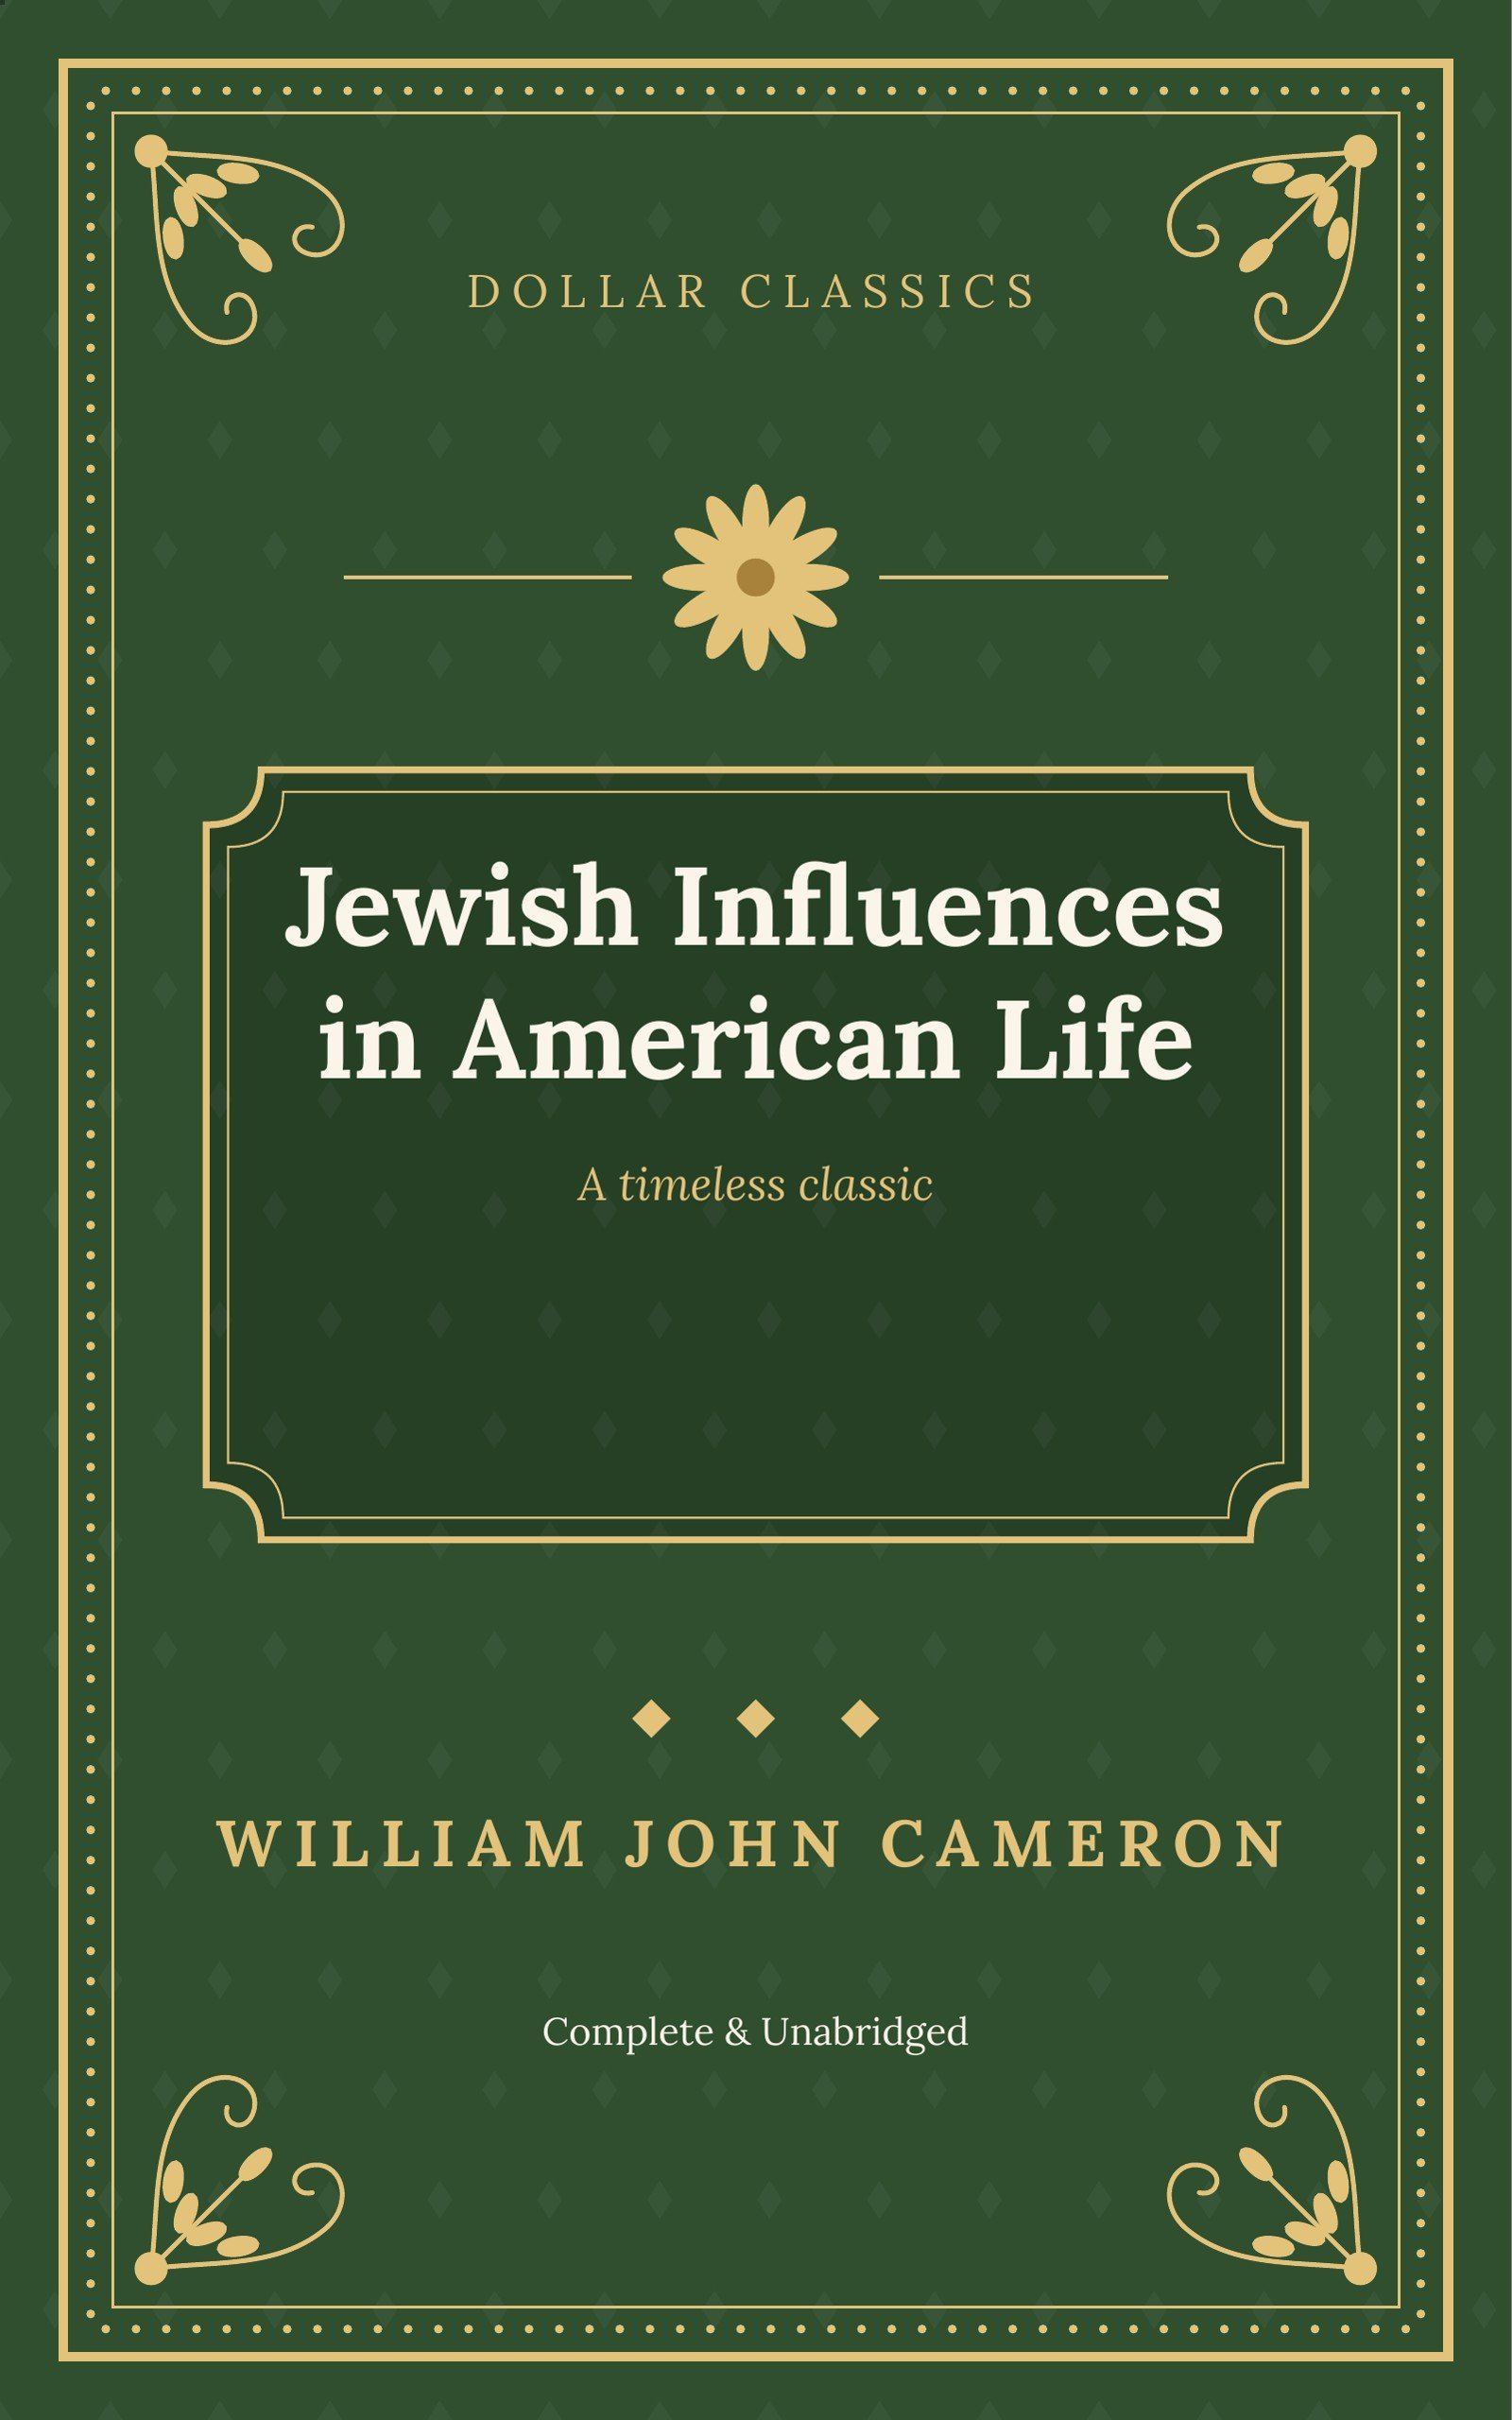 DOLLAR CLASSICS
Jewish Influences
in American Life
A timeless classic
WILLIAM JOHN CAMERON
Complete & Unabridged